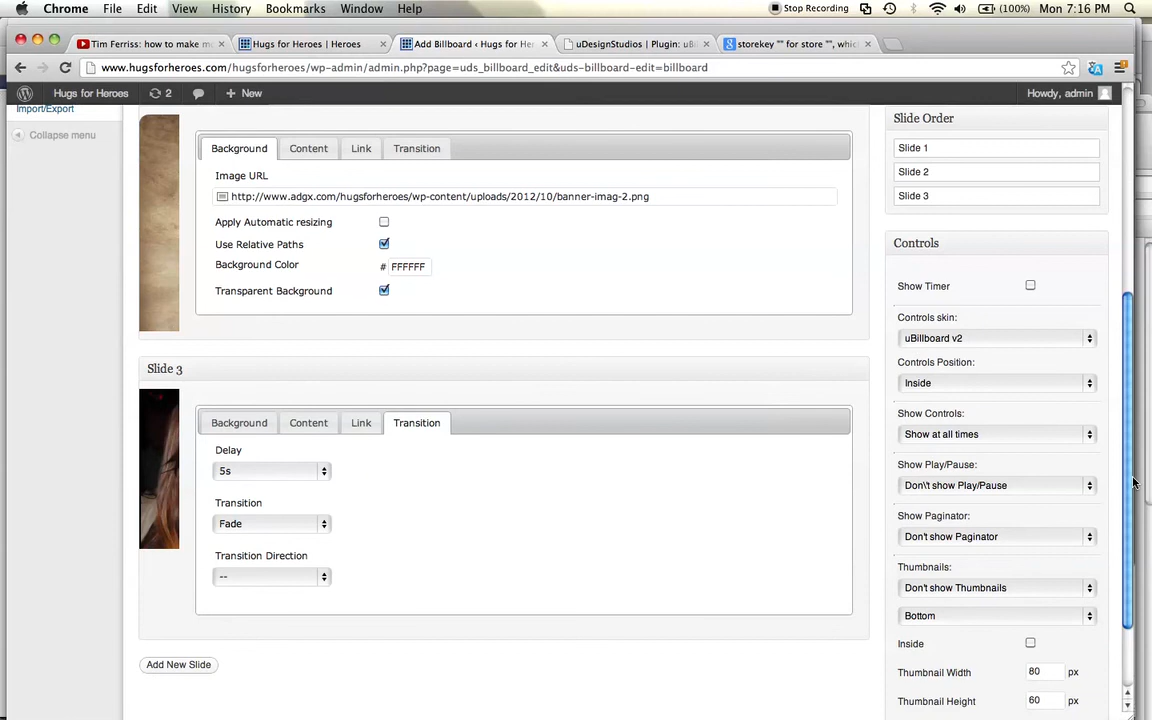 Chrome File Edit View History Bookmarks Window Help Stop Recording (100%) Mon 7:16 PM
Tim Ferriss: how to make m Hugs for Heroes | Heroes Add Billboard ‹ Hugs for He uDesignStudios | Plugin: uBi storekey "" for store "", whic
www.hugsforheroes.com/hugsforheroes/wp-admin/admin.php?page=uds_billboard_edit&uds-billboard-edit=billboard
Hugs for Heroes 2 + New Howdy, admin
Import/Export
Collapse menu
Background Content Link Transition
Image URL
http://www.adgx.com/hugsforheroes/wp-content/uploads/2012/10/banner-imag-2.png
Apply Automatic resizing
Use Relative Paths
Background Color # FFFFFF
Transparent Background
Slide 3
Background Content Link Transition
Delay
5s
Transition
Fade
Transition Direction
--
Add New Slide
Slide Order
Slide 1
Slide 2
Slide 3
Controls
Show Timer
Controls skin:
uBillboard v2
Controls Position:
Inside
Show Controls:
Show at all times
Show Play/Pause:
Don\'t show Play/Pause
Show Paginator:
Don't show Paginator
Thumbnails:
Don't show Thumbnails
Bottom
Inside
Thumbnail Width 80 px
Thumbnail Height 60 px